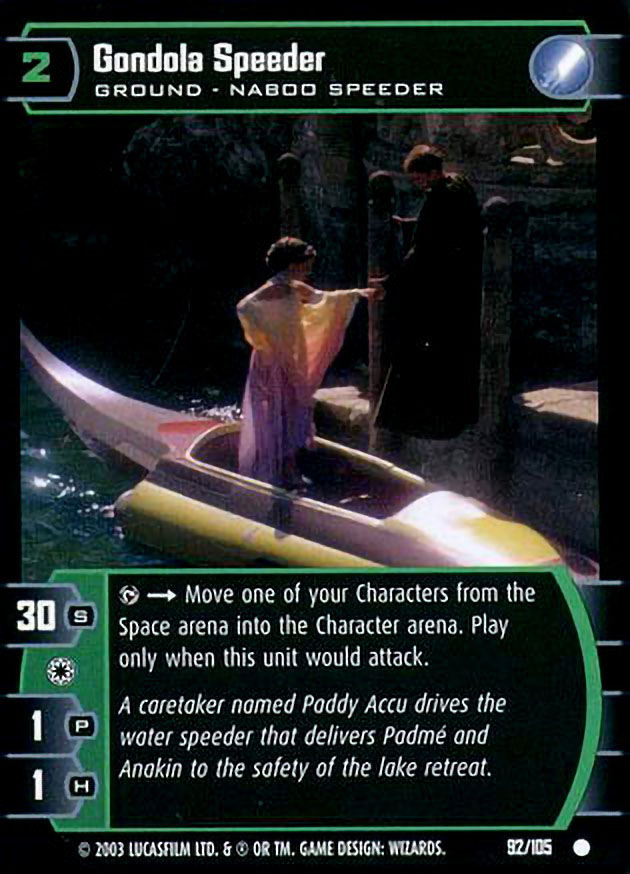 2
Gondola Speeder
GROUND - NABOO SPEEDER
→ Move one of your Characters from the
Space arena into the Character arena. Play
only when this unit would attack.
30 S
1 P
1 H
A caretaker named Paddy Accu drives the
water speeder that delivers Padmé and
Anakin to the safety of the lake retreat.
© 2003 LUCASFILM LTD. & ® OR TM. GAME DESIGN: WIZARDS.
92/105